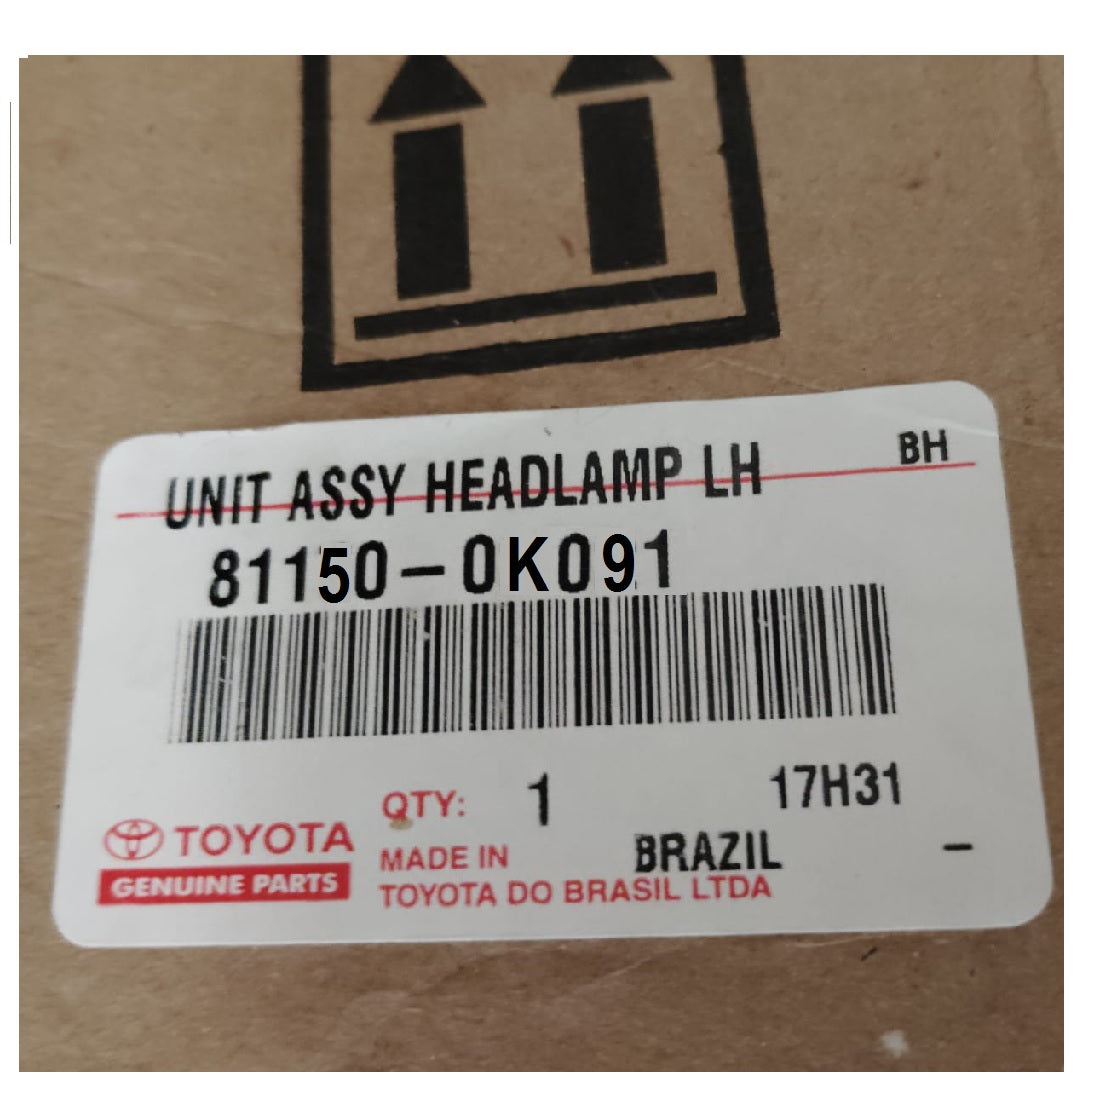 UNIT ASSY HEADLAMP LH BH
81150-0K091
QTY: 1 17H31
TOYOTA
GENUINE PARTS
MADE IN BRAZIL -
TOYOTA DO BRASIL LTDA